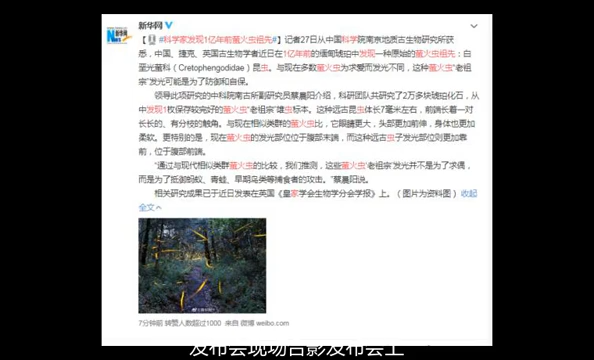 新华网
【科学家发现1亿年前萤火虫祖先#】记者27日从中国科学院南京地质古生物研究所获
悉，中国、捷克、英国古生物学者近日在1亿年前的缅甸琥珀中发现一种原始的萤火虫祖先：白
垩光萤科（Cretophengodidae）昆虫。与现在多数萤火虫为求爱而发光不同，这种萤火虫“老祖
宗”发光可能是为了防御和自保。
领导此项研究的中科院南古所副研究员蔡晨阳介绍，科研团队共研究了2万多块琥珀化石，从
中发现1枚保存较完好的萤火虫“老祖宗”雄虫标本。这种远古昆虫体长7毫米左右，前端长着一对
长长的、有分枝的触角。与现在相似类群的萤火虫比，它眼睛更大，头部更加前伸，身体也更加
柔软。更特别的是，现在萤火虫的发光部位位于腹部末端，而这种远古虫子发光部位则更加靠
前，位于腹部前端。
“通过与现代相似类群萤火虫的比较，我们推测，这些萤火虫‘老祖宗’发光并不是为了求偶，
而是为了抵御蚂蚁、青蛙、早期鸟类等捕食者的攻击。”蔡晨阳说。
相关研究成果已于近日发表在英国《皇家学会生物学分会学报》上。（图片为资料图） 收起
全文
7分钟前 转赞人数超过1000 来自 微博 weibo.com
发布会现场合影发布会上